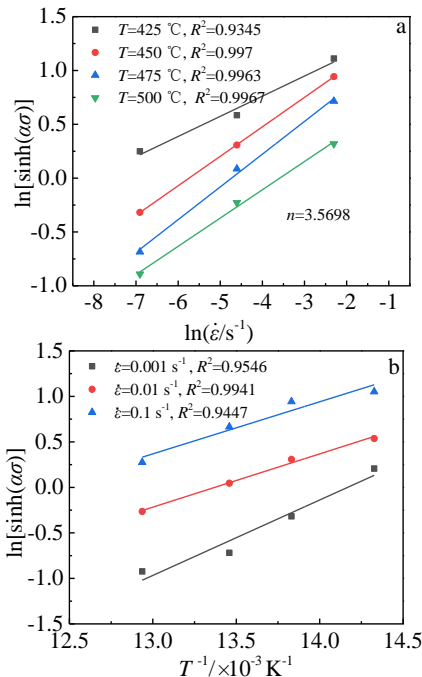 a
T=425 ℃, R²=0.9345
T=450 ℃, R²=0.997
T=475 ℃, R²=0.9963
T=500 ℃, R²=0.9967
n=3.5698
1.5
1.0
0.5
0.0
-0.5
-1.0
ln[sinh(ασ)]
-8 -7 -6 -5 -4 -3 -2 -1
ln(ε̇/s⁻¹)
b
ε̇=0.001 s⁻¹, R²=0.9546
ε̇=0.01 s⁻¹, R²=0.9941
ε̇=0.1 s⁻¹, R²=0.9447
1.5
1.0
0.5
0.0
-0.5
-1.0
-1.5
ln[sinh(ασ)]
12.5 13.0 13.5 14.0 14.5
T⁻¹/×10⁻³ K⁻¹